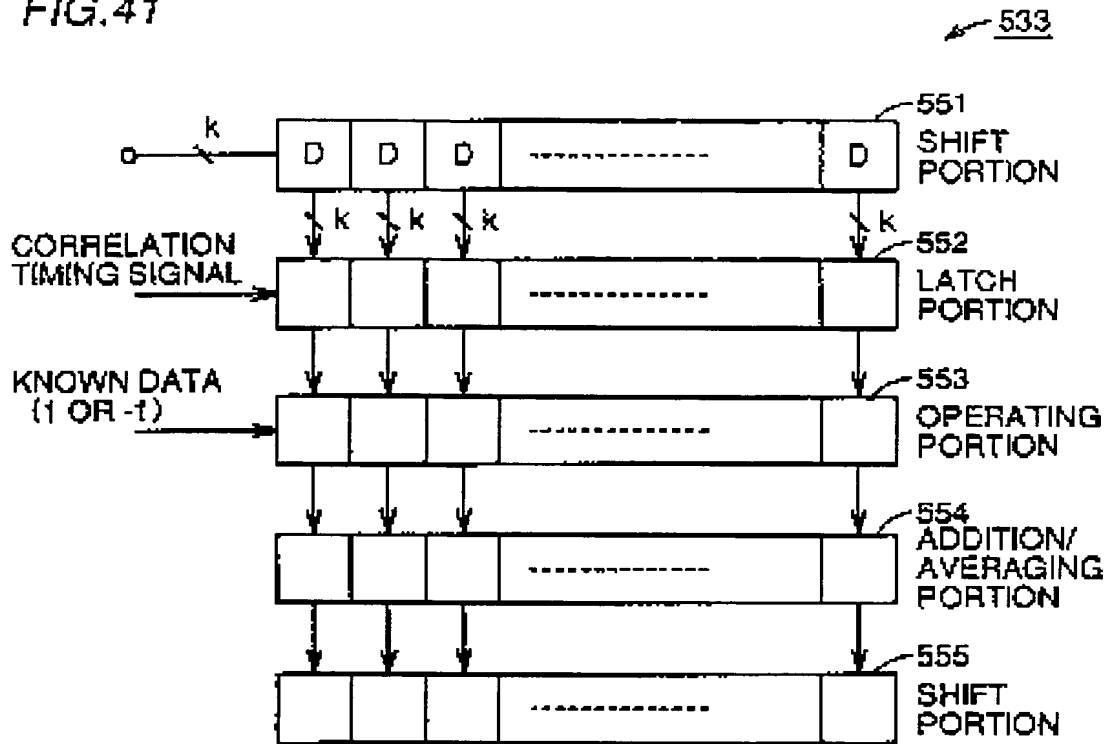 FIG.41
533
551
k
D D D D
SHIFT
PORTION
k k k k
552
CORRELATION
TIMING SIGNAL
LATCH
PORTION
553
KNOWN DATA
(1 OR -1)
OPERATING
PORTION
554
ADDITION/
AVERAGING
PORTION
555
SHIFT
PORTION